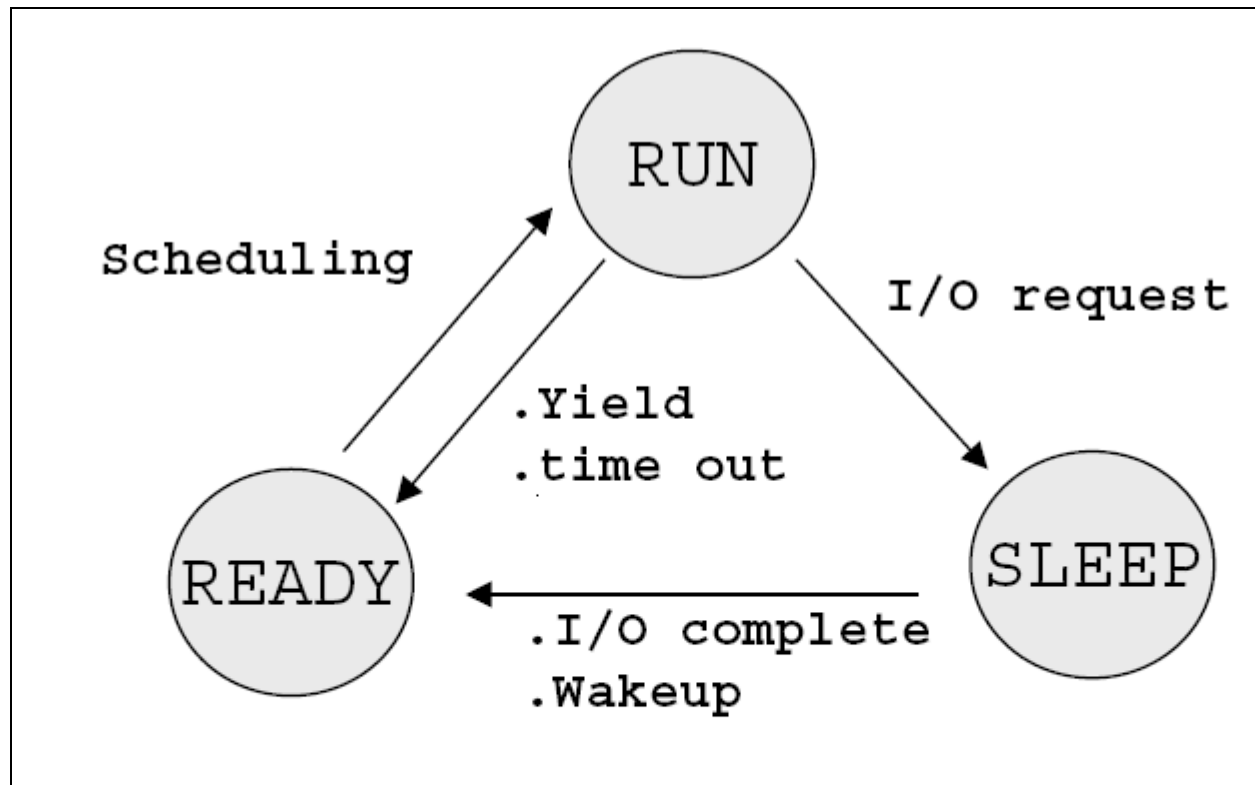 RUN
Scheduling
I/O request
.Yield
.time out
READY
SLEEP
.I/O complete
.Wakeup